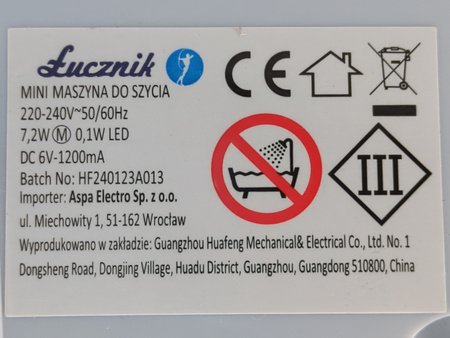 Łucznik
CE
MINI MASZYNA DO SZYCIA
220-240V~50/60Hz
7,2W Ⓜ 0,1W LED
DC 6V-1200mA
Batch No: HF240123A013
Importer: Aspa Electro Sp. z o.o.
ul. Miechowity 1, 51-162 Wrocław
III
Wyprodukowano w zakładzie: Guangzhou Huafeng Mechanical& Electrical Co., Ltd. No. 1
Dongsheng Road, Dongjing Village, Huadu District, Guangzhou, Guangdong 510800, China